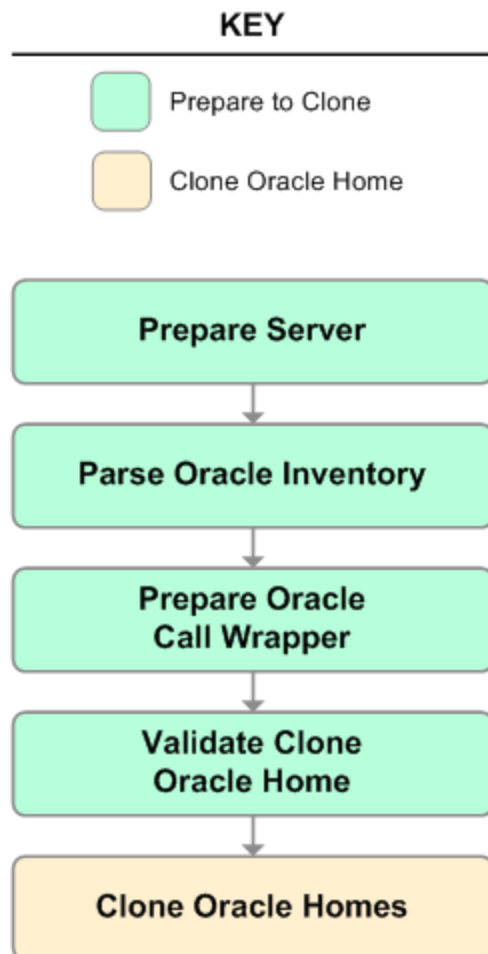 KEY
Prepare to Clone
Clone Oracle Home
Prepare Server
Parse Oracle Inventory
Prepare Oracle
Call Wrapper
Validate Clone
Oracle Home
Clone Oracle Homes